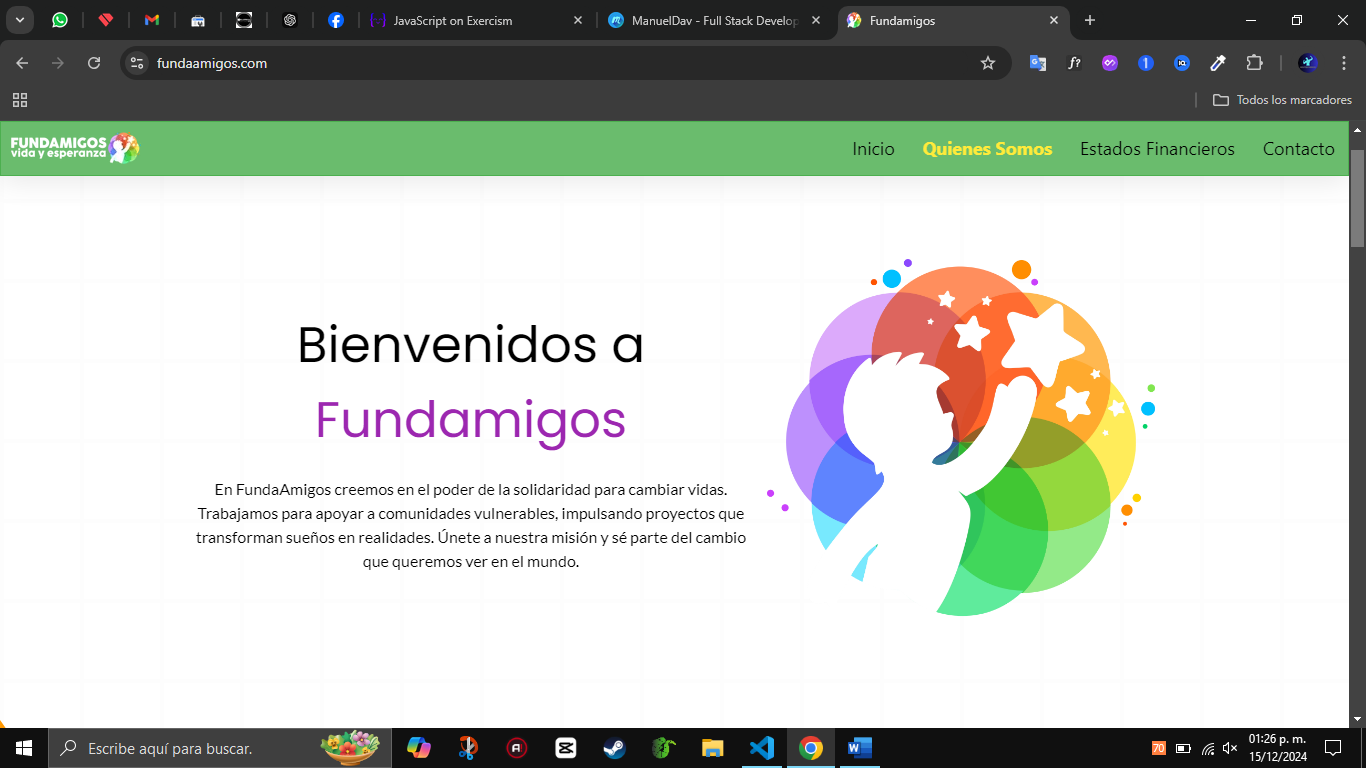 JavaScript on Exercism
ManuelDav - Full Stack Develop
Fundamigos
fundaamigos.com
Todos los marcadores
FUNDAMIGOS
vida y esperanza
Inicio
Quienes Somos
Estados Financieros
Contacto
Bienvenidos a
Fundamigos
En FundaAmigos creemos en el poder de la solidaridad para cambiar vidas.
Trabajamos para apoyar a comunidades vulnerables, impulsando proyectos que
transforman sueños en realidades. Únete a nuestra misión y sé parte del cambio
que queremos ver en el mundo.
Escribe aquí para buscar.
70
01:26 p. m.
15/12/2024